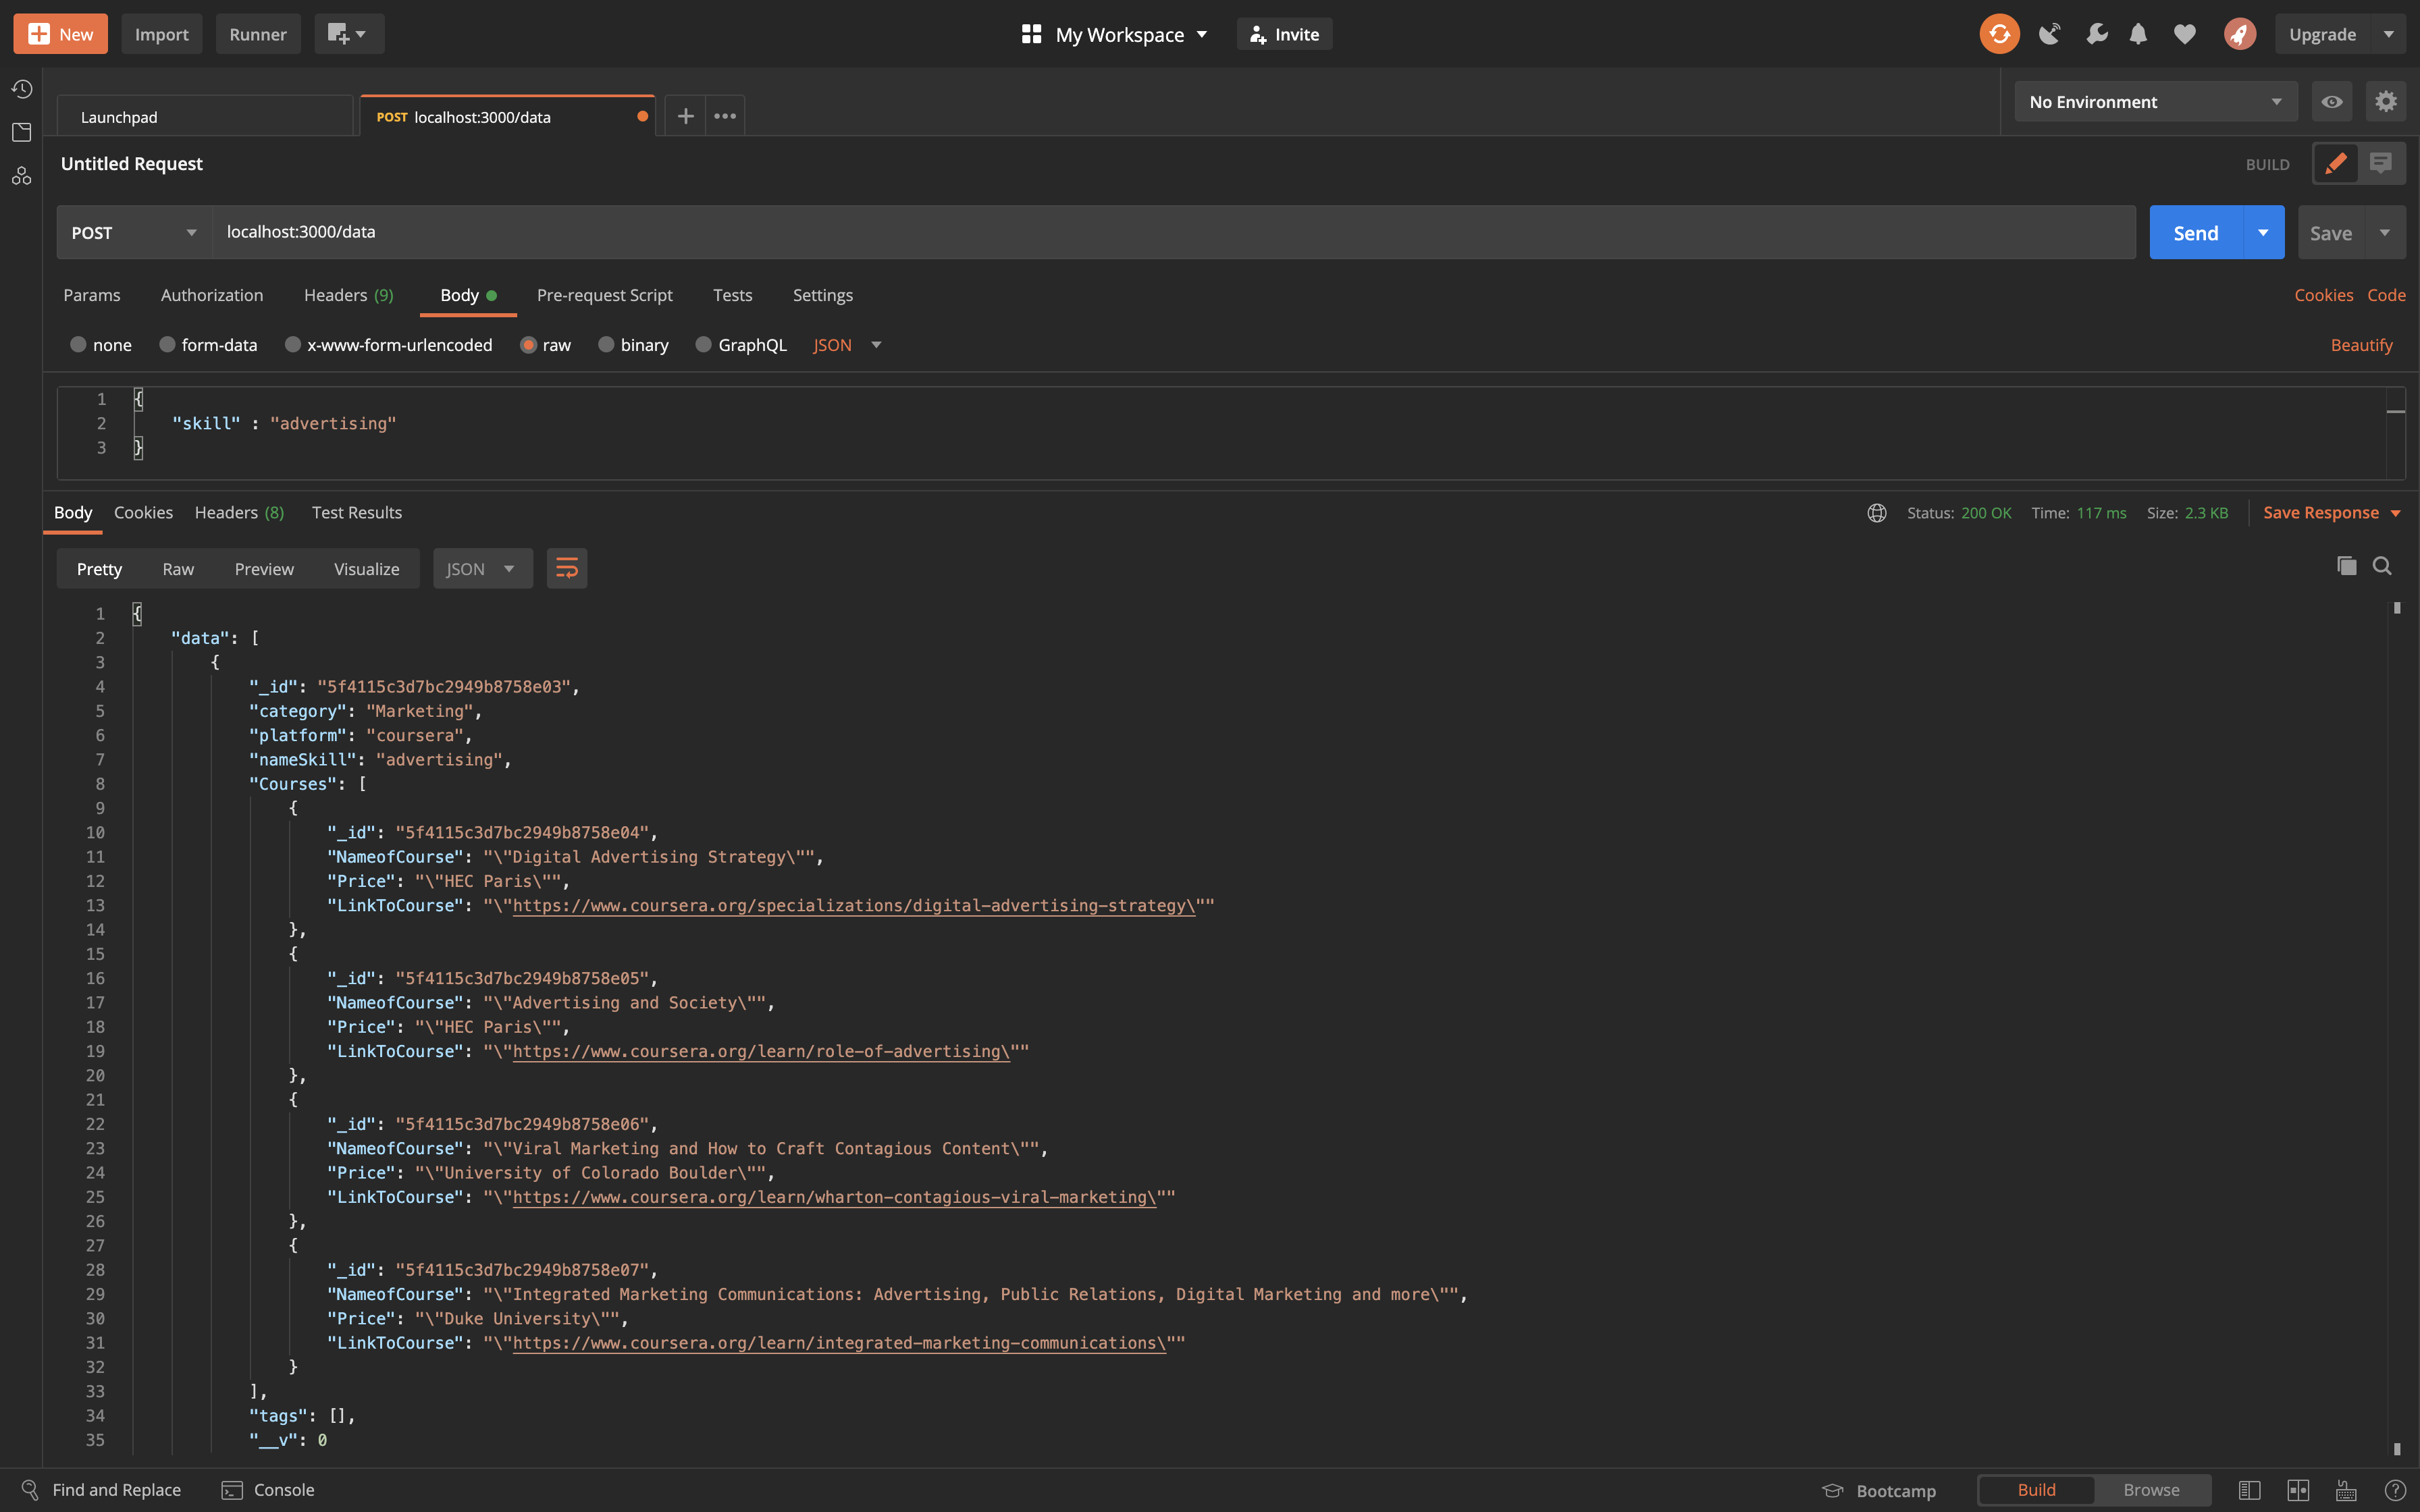 New Import Runner My Workspace Invite Upgrade
Launchpad POST localhost:3000/data No Environment
Untitled Request BUILD
POST localhost:3000/data Send Save
Params Authorization Headers (9) Body Pre-request Script Tests Settings Cookies Code
none form-data x-www-form-urlencoded raw binary GraphQL JSON Beautify
1 {
2 "skill" : "advertising"
3 }
Body Cookies Headers (8) Test Results Status: 200 OK Time: 117 ms Size: 2.3 KB Save Response
Pretty Raw Preview Visualize JSON
1 {
2 "data": [
3 {
4 "_id": "5f4115c3d7bc2949b8758e03",
5 "category": "Marketing",
6 "platform": "coursera",
7 "nameSkill": "advertising",
8 "Courses": [
9 {
10 "_id": "5f4115c3d7bc2949b8758e04",
11 "NameofCourse": "\"Digital Advertising Strategy\"",
12 "Price": "\"HEC Paris\"",
13 "LinkToCourse": "\"https://www.coursera.org/specializations/digital-advertising-strategy\""
14 },
15 {
16 "_id": "5f4115c3d7bc2949b8758e05",
17 "NameofCourse": "\"Advertising and Society\"",
18 "Price": "\"HEC Paris\"",
19 "LinkToCourse": "\"https://www.coursera.org/learn/role-of-advertising\""
20 },
21 {
22 "_id": "5f4115c3d7bc2949b8758e06",
23 "NameofCourse": "\"Viral Marketing and How to Craft Contagious Content\"",
24 "Price": "\"University of Colorado Boulder\"",
25 "LinkToCourse": "\"https://www.coursera.org/learn/wharton-contagious-viral-marketing\""
26 },
27 {
28 "_id": "5f4115c3d7bc2949b8758e07",
29 "NameofCourse": "\"Integrated Marketing Communications: Advertising, Public Relations, Digital Marketing and more\"",
30 "Price": "\"Duke University\"",
31 "LinkToCourse": "\"https://www.coursera.org/learn/integrated-marketing-communications\""
32 }
33 ],
34 "tags": [],
35 "__v": 0
Find and Replace Console Bootcamp Build Browse